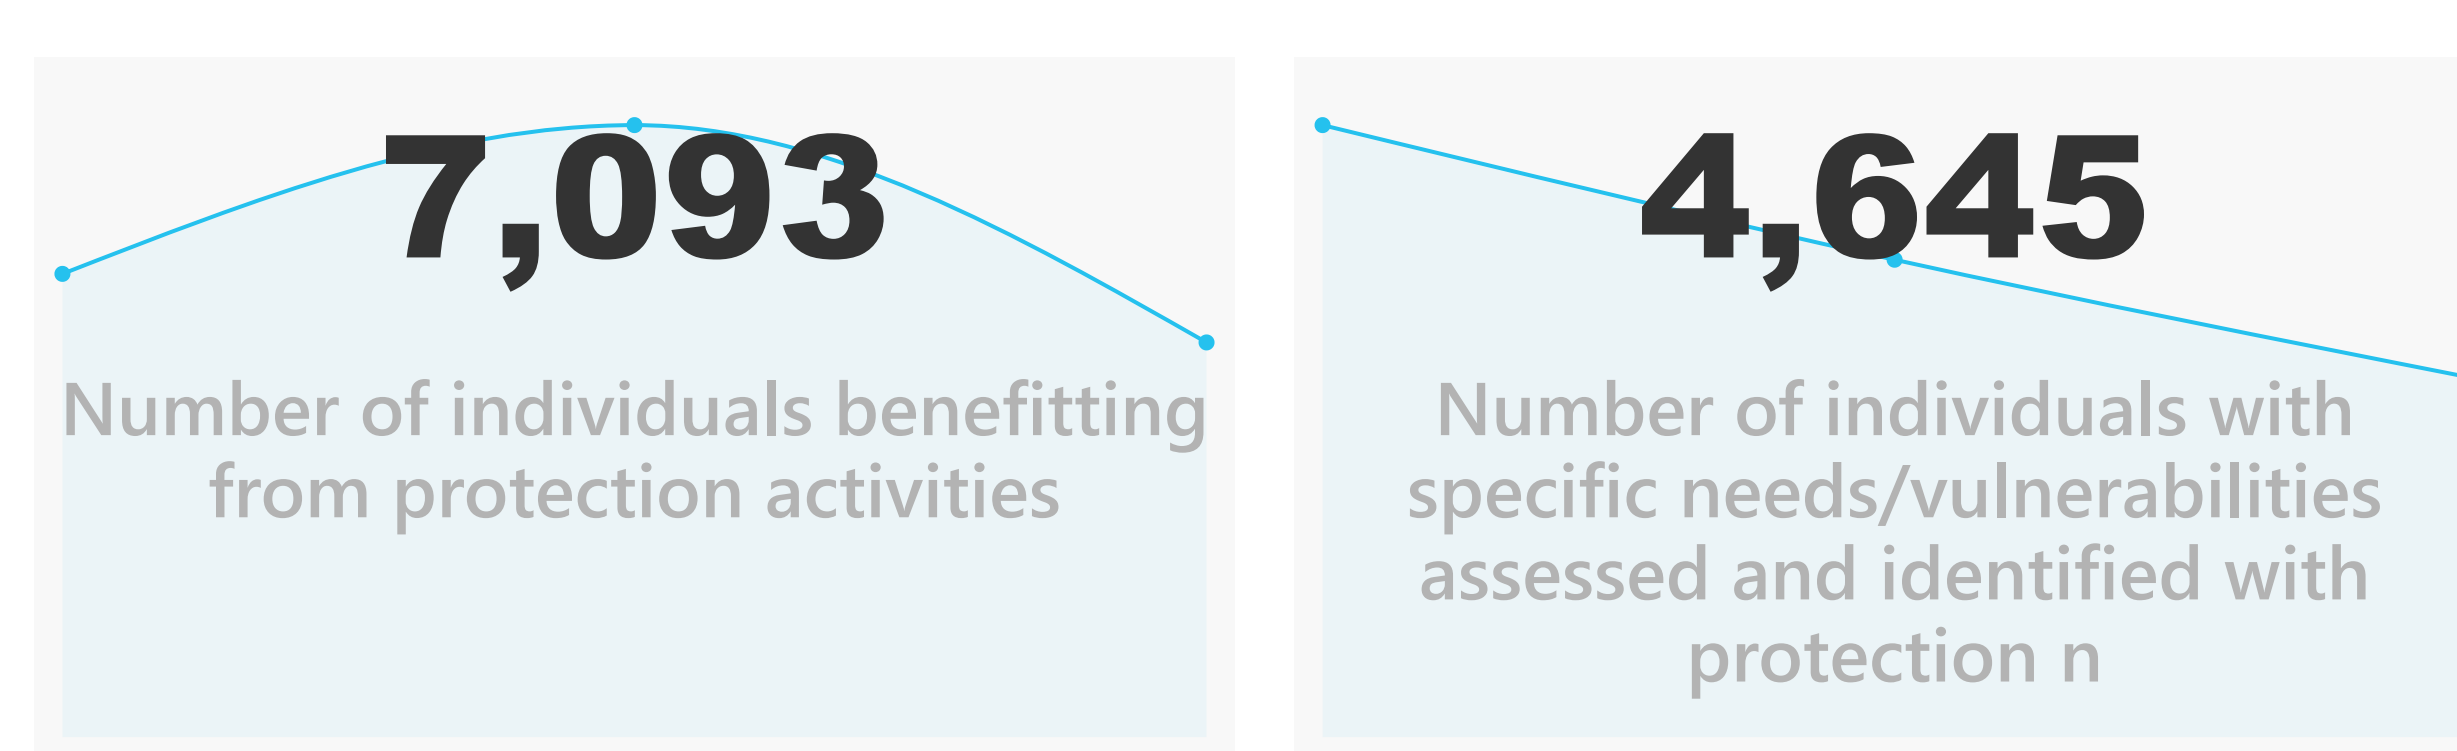 7,093
Number of individuals benefitting
from protection activities
4,645
Number of individuals with
specific needs/vulnerabilities
assessed and identified with
protection n